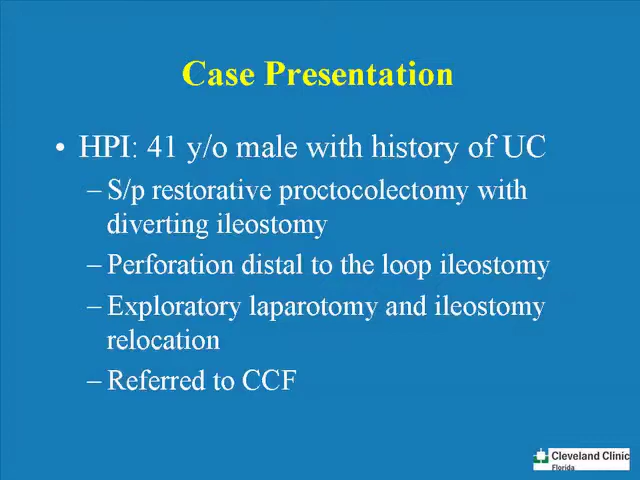 Case Presentation
• HPI: 41 y/o male with history of UC
– S/p restorative proctocolectomy with
diverting ileostomy
– Perforation distal to the loop ileostomy
– Exploratory laparotomy and ileostomy
relocation
– Referred to CCF
Cleveland Clinic
Florida